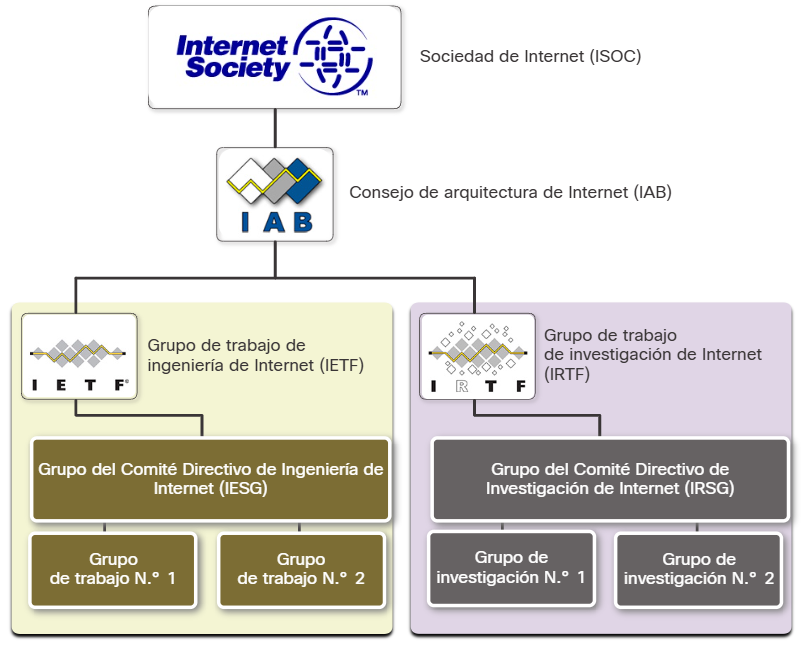 Internet
Society
TM
Sociedad de Internet (ISOC)
I A B
Consejo de arquitectura de Internet (IAB)
I E T F®
Grupo de trabajo de
ingeniería de Internet (IETF)
I R T F
Grupo de trabajo
de investigación de Internet
(IRTF)
Grupo del Comité Directivo de Ingeniería de
Internet (IESG)
Grupo del Comité Directivo de
Investigación de Internet (IRSG)
Grupo
de trabajo N.° 1
Grupo
de trabajo N.° 2
Grupo de
investigación N.° 1
Grupo de
investigación N.° 2